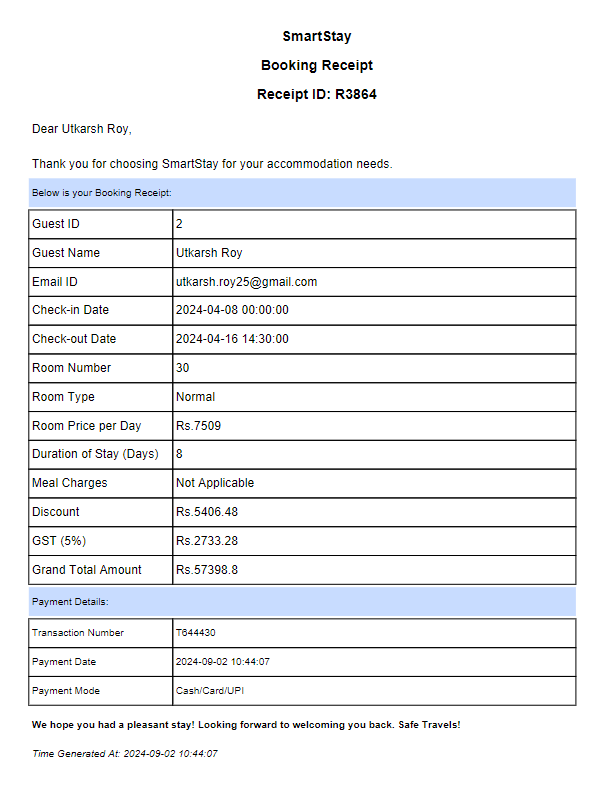 SmartStay
Booking Receipt
Receipt ID: R3864
Dear Utkarsh Roy,
Thank you for choosing SmartStay for your accommodation needs.
Below is your Booking Receipt:
Guest ID 2
Guest Name Utkarsh Roy
Email ID utkarsh.roy25@gmail.com
Check-in Date 2024-04-08 00:00:00
Check-out Date 2024-04-16 14:30:00
Room Number 30
Room Type Normal
Room Price per Day Rs.7509
Duration of Stay (Days) 8
Meal Charges Not Applicable
Discount Rs.5406.48
GST (5%) Rs.2733.28
Grand Total Amount Rs.57398.8
Payment Details:
Transaction Number T644430
Payment Date 2024-09-02 10:44:07
Payment Mode Cash/Card/UPI
We hope you had a pleasant stay! Looking forward to welcoming you back. Safe Travels!
Time Generated At: 2024-09-02 10:44:07